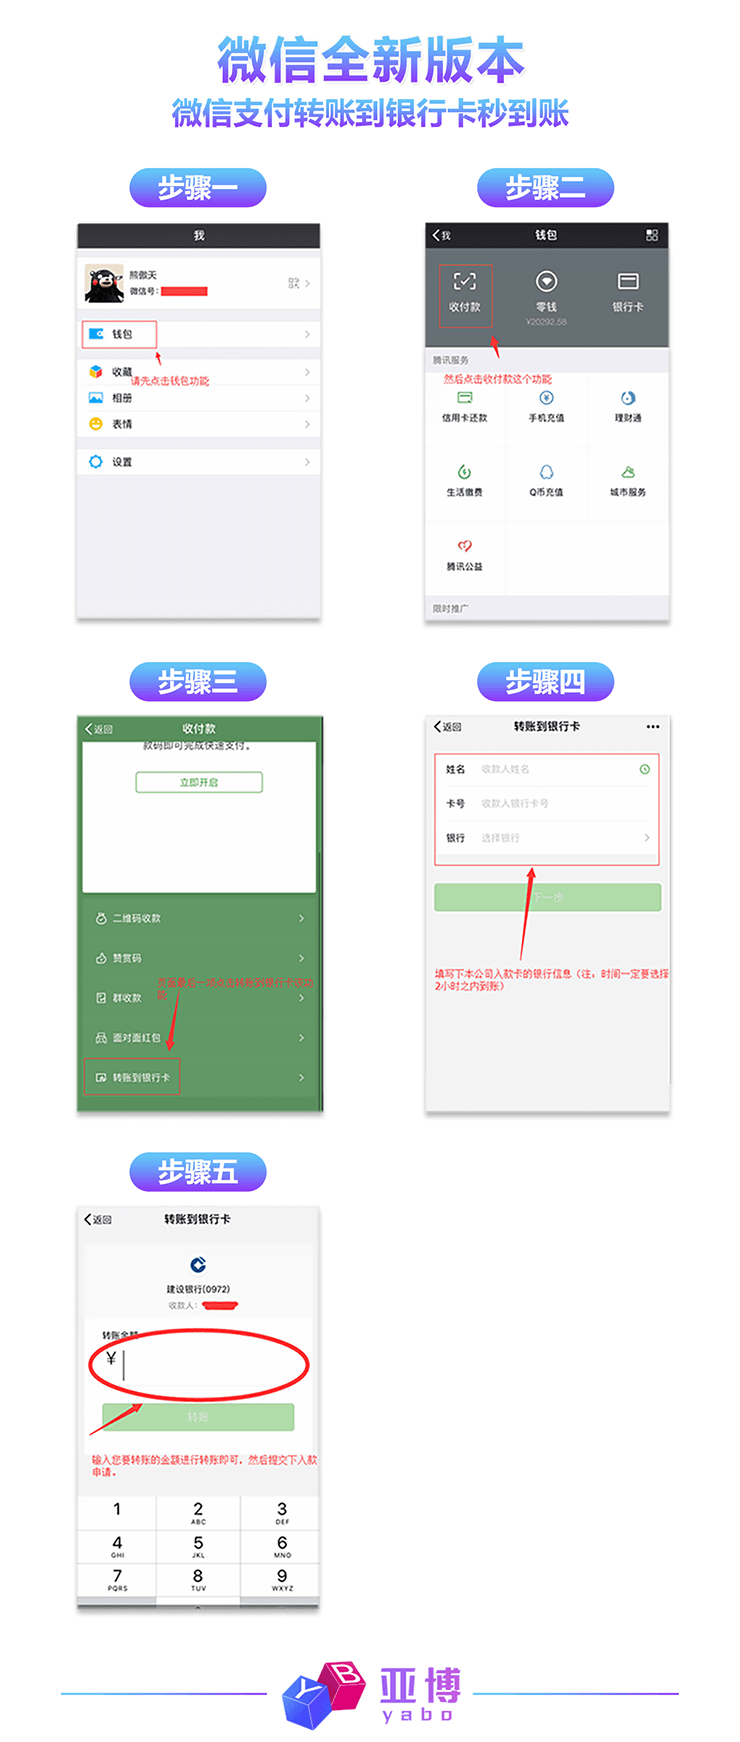 微信全新版本
微信支付转账到银行卡秒到账
步骤一
我
熊傲天
微信号：
钱包
收藏
请先点击钱包功能
相册
表情
设置
步骤二
我
钱包
收付款
零钱
¥20292.58
银行卡
腾讯服务
然后点击收付款这个功能
信用卡还款
手机充值
理财通
生活缴费
Q币充值
城市服务
腾讯公益
限时推广
步骤三
返回
收付款
款码即可完成快速支付。
立即开启
二维码收款
赞赏码
页面最后一项点击转账到银行卡该功
能
群收款
面对面红包
转账到银行卡
步骤四
返回
转账到银行卡
姓名 收款人姓名
卡号 收款人银行卡号
银行 选择银行
下一步
填写下本公司入款卡的银行信息（注，时间一定要选择
2小时之内到账）
步骤五
返回
转账到银行卡
建设银行(0972)
收款人：
转账金额
¥
转账
输入您要转账的金额进行转账即可，然后提交下入款
申请。
1
2 ABC
3 DEF
4 GHI
5 JKL
6 MNO
7 PQRS
8 TUV
9 WXYZ
YB
亚博
yabo